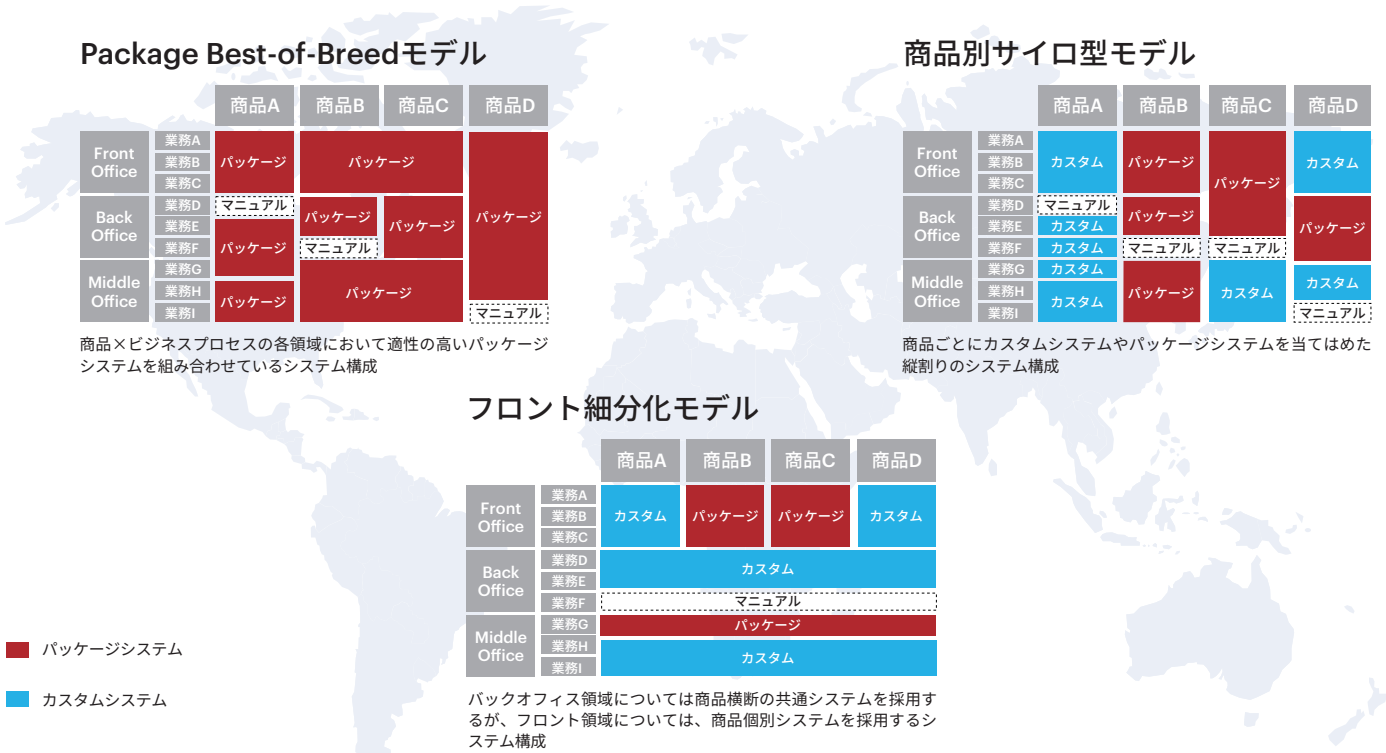 Package Best-of-Breedモデル
商品A 商品B 商品C 商品D
Front Office
業務A
業務B
業務C
Back Office
業務D
業務E
業務F
Middle Office
業務G
業務H
業務I
パッケージ
パッケージ
パッケージ
マニュアル
パッケージ
パッケージ
パッケージ
マニュアル
パッケージ
パッケージ
マニュアル
商品×ビジネスプロセスの各領域において適性の高いパッケージ
システムを組み合わせているシステム構成
商品別サイロ型モデル
商品A 商品B 商品C 商品D
Front Office
業務A
業務B
業務C
Back Office
業務D
業務E
業務F
Middle Office
業務G
業務H
業務I
カスタム
パッケージ
パッケージ
カスタム
マニュアル
パッケージ
パッケージ
カスタム
カスタム
マニュアル
マニュアル
カスタム
カスタム
パッケージ
カスタム
カスタム
マニュアル
商品ごとにカスタムシステムやパッケージシステムを当てはめた
縦割りのシステム構成
フロント細分化モデル
商品A 商品B 商品C 商品D
Front Office
業務A
業務B
業務C
Back Office
業務D
業務E
業務F
Middle Office
業務G
業務H
業務I
カスタム
パッケージ
パッケージ
カスタム
カスタム
マニュアル
パッケージ
カスタム
バックオフィス領域については商品横断の共通システムを採用す
るが、フロント領域については、商品個別システムを採用するシ
ステム構成
パッケージシステム
カスタムシステム